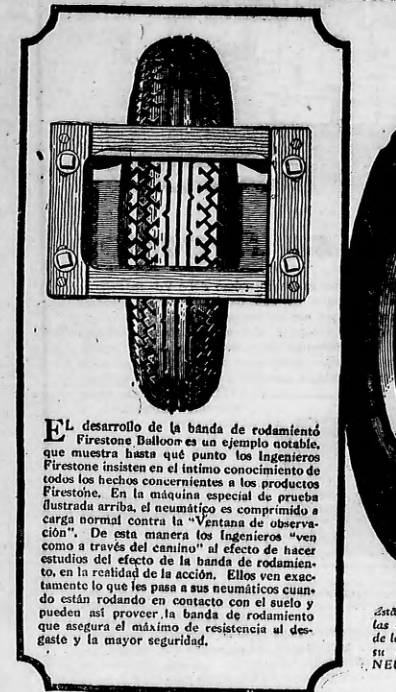 EL desarrollo de la banda de rodamiento
Firestone Balloon es un ejemplo notable,
que muestra hasta qué punto los Ingenieros
Firestone insisten en el íntimo conocimiento de
todos los hechos concernientes a los productos
Firestone. En la máquina especial de prueba
ilustrada arriba, el neumático es comprimido a
carga normal contra la "Ventana de observa-
ción". De esta manera los Ingenieros "ven
como a través del camino" al efecto de hacer
estudios del efecto de la banda de rodamien-
to, en la realidad de la acción. Ellos ven exac-
tamente lo que les pasa a sus neumáticos cuan-
do están rodando en contacto con el suelo y
pueden así proveer la banda de rodamiento
que asegura el máximo de resistencia al des-
gaste y la mayor seguridad.
las
de l
su
NEU